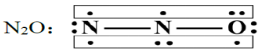 N₂O: :N — N — O: